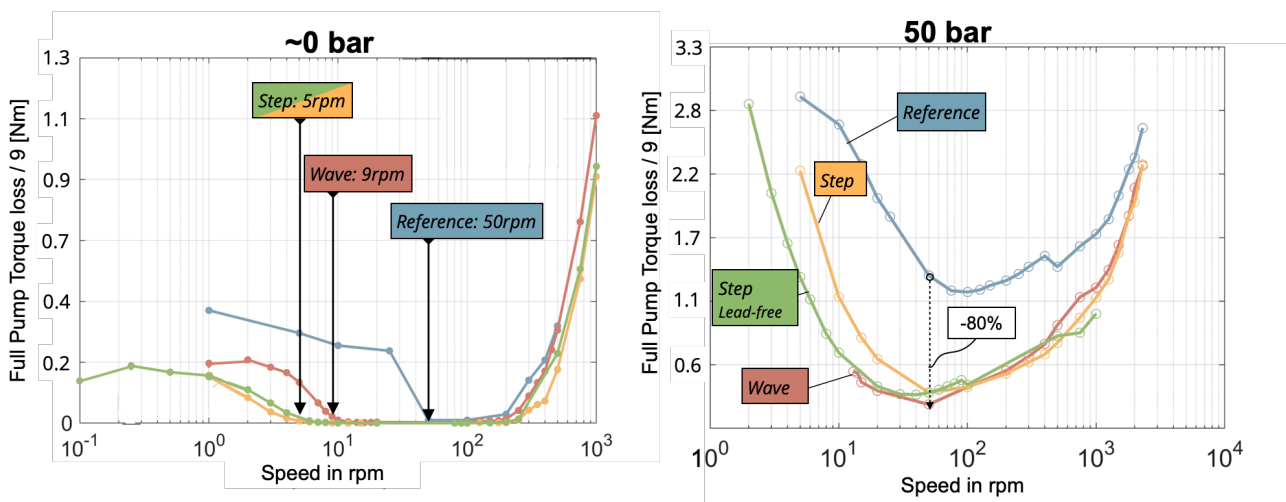 ~0 bar
Full Pump Torque loss / 9 [Nm]
1.3
1.1
0.9
0.7
0.4
0.2
0
Step: 5rpm
Wave: 9rpm
Reference: 50rpm
10-1
100
101
102
103
Speed in rpm
50 bar
Full Pump Torque loss / 9 [Nm]
3.3
2.8
2.2
1.7
1.1
0.6
Reference
Step
Step
Lead-free
Wave
-80%
100
101
102
103
104
Speed in rpm